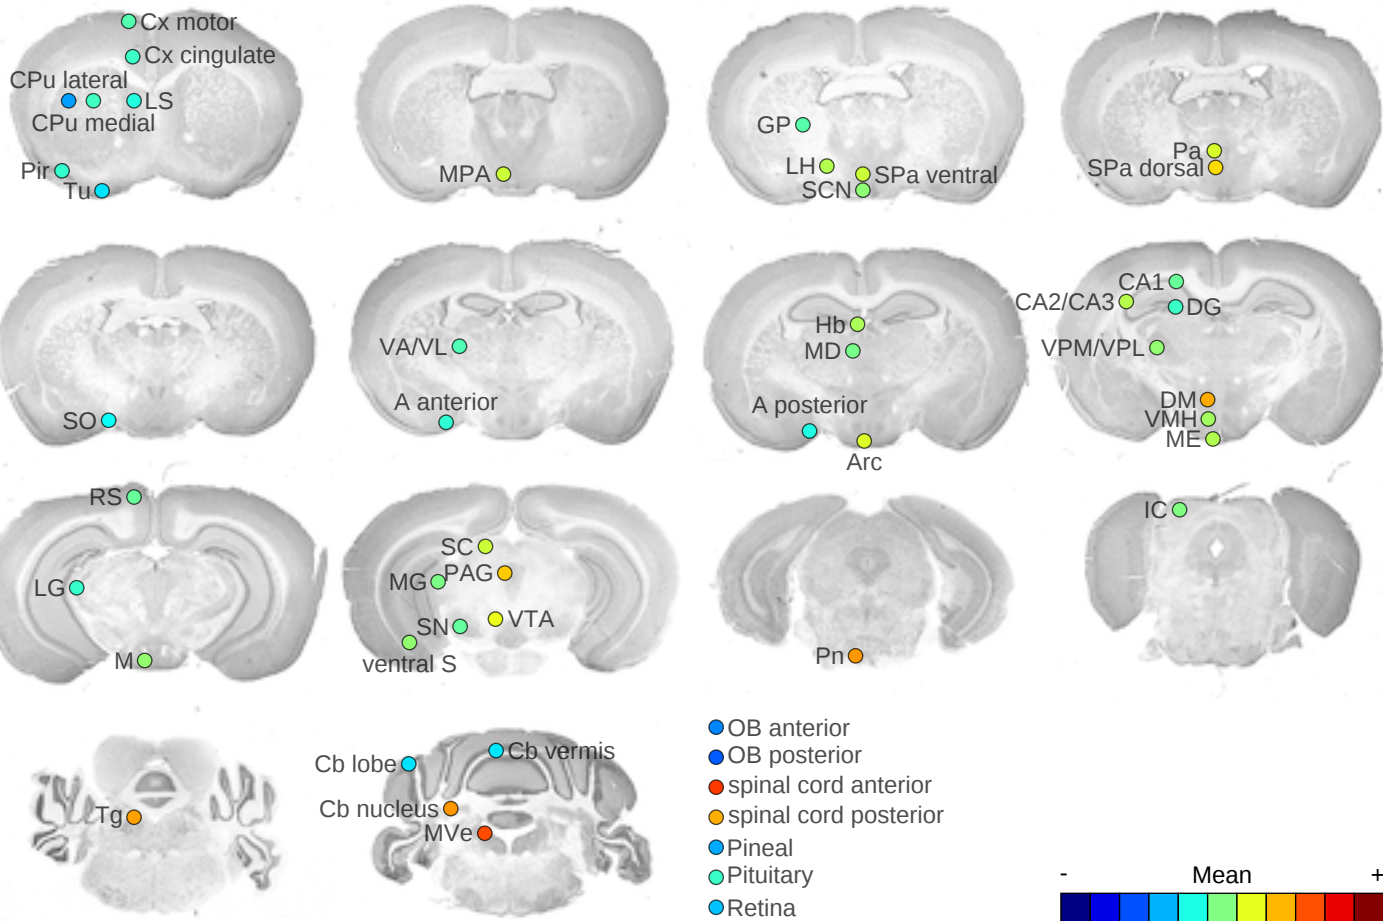 Cx motor
Cx cingulate
CPu lateral
LS
CPu medial
Pir
Tu
MPA
GP
LH
SPa ventral
SCN
Pa
SPa dorsal
SO
VA/VL
A anterior
Hb
MD
A posterior
Arc
CA1
CA2/CA3
DG
VPM/VPL
DM
VMH
ME
RS
LG
M
SC
PAG
MG
VTA
SN
ventral S
Pn
IC
Tg
Cb lobe
Cb vermis
Cb nucleus
MVe
OB anterior
OB posterior
spinal cord anterior
spinal cord posterior
Pineal
Pituitary
Retina
- Mean +